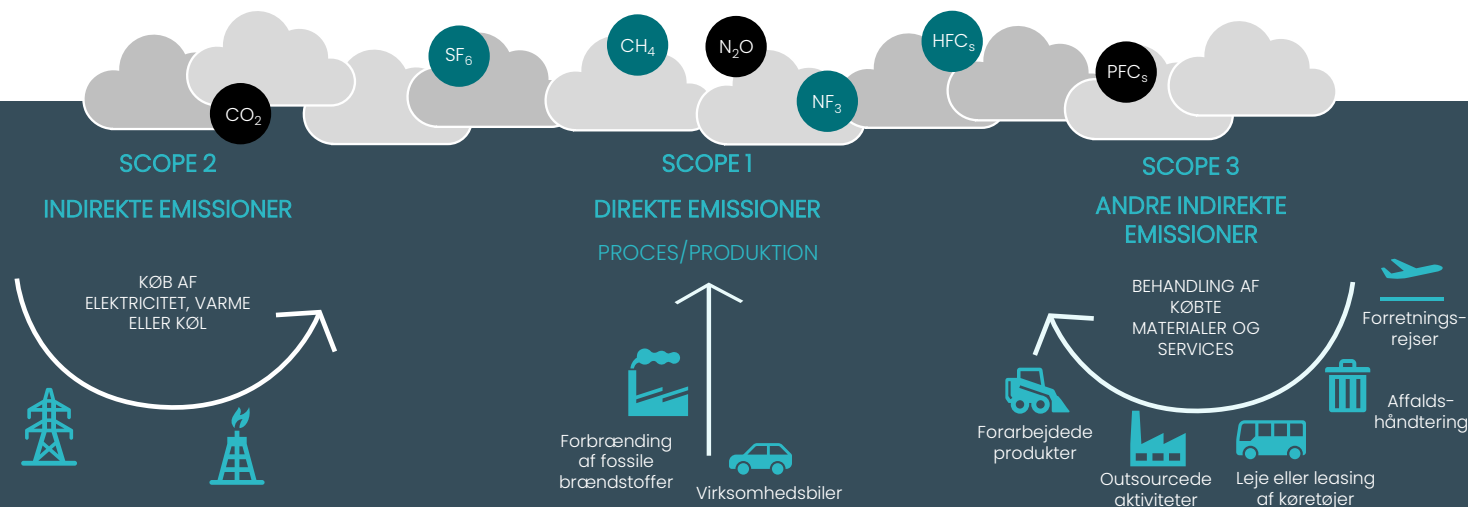 SF₆
CH₄
N₂O
HFCₛ
NF₃
PFCₛ
CO₂
SCOPE 2
INDIREKTE EMISSIONER
KØB AF
ELEKTRICITET, VARME
ELLER KØL
SCOPE 1
DIREKTE EMISSIONER
PROCES/PRODUKTION
Forbrænding
af fossile
brændstoffer
Virksomhedsbiler
SCOPE 3
ANDRE INDIREKTE
EMISSIONER
BEHANDLING AF
KØBTE
MATERIALER OG
SERVICES
Forretnings-
rejser
Affalds-
håndtering
Forarbejdede
produkter
Outsourcede
aktiviteter
Leje eller leasing
af køretøjer